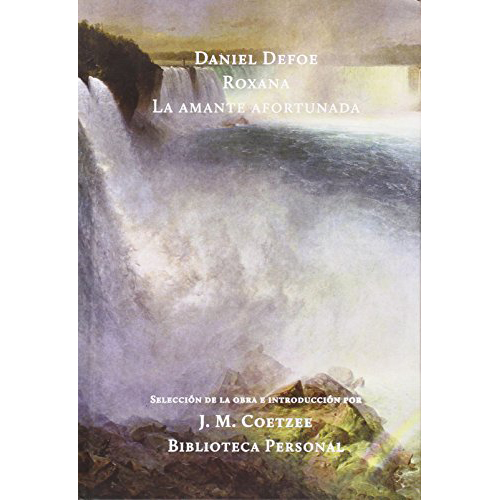 Daniel Defoe
Roxana
La amante afortunada
Selección de la obra e introducción por
J. M. Coetzee
Biblioteca Personal